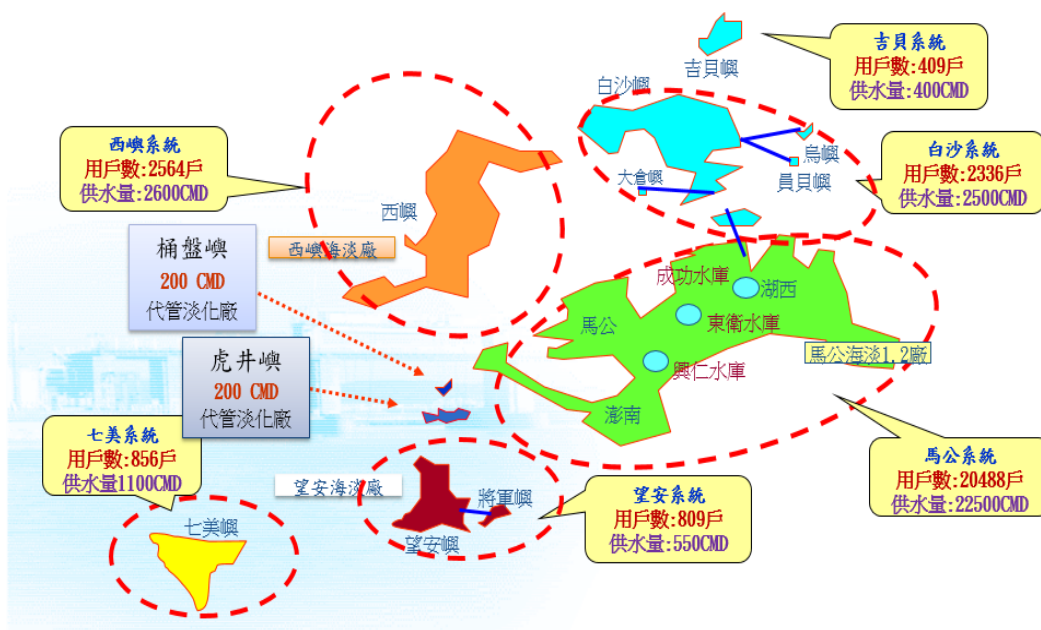 吉貝系統
用戶數:409戶
供水量:400CMD
吉貝嶼
白沙嶼
西嶼系統
用戶數:2564戶
供水量:2600CMD
鳥嶼
員貝嶼
大倉嶼
白沙系統
用戶數:2336戶
供水量:2500CMD
西嶼
西嶼海淡廠
桶盤嶼
200 CMD
代管淡化廠
成功水庫
湖西
東衛水庫
馬公
興仁水庫
馬公海淡1.2廠
澎南
虎井嶼
200 CMD
代管淡化廠
七美系統
用戶數:856戶
供水量1100CMD
七美嶼
望安海淡廠
將軍嶼
望安嶼
望安系統
用戶數:809戶
供水量:550CMD
馬公系統
用戶數:20488戶
供水量:22500CMD